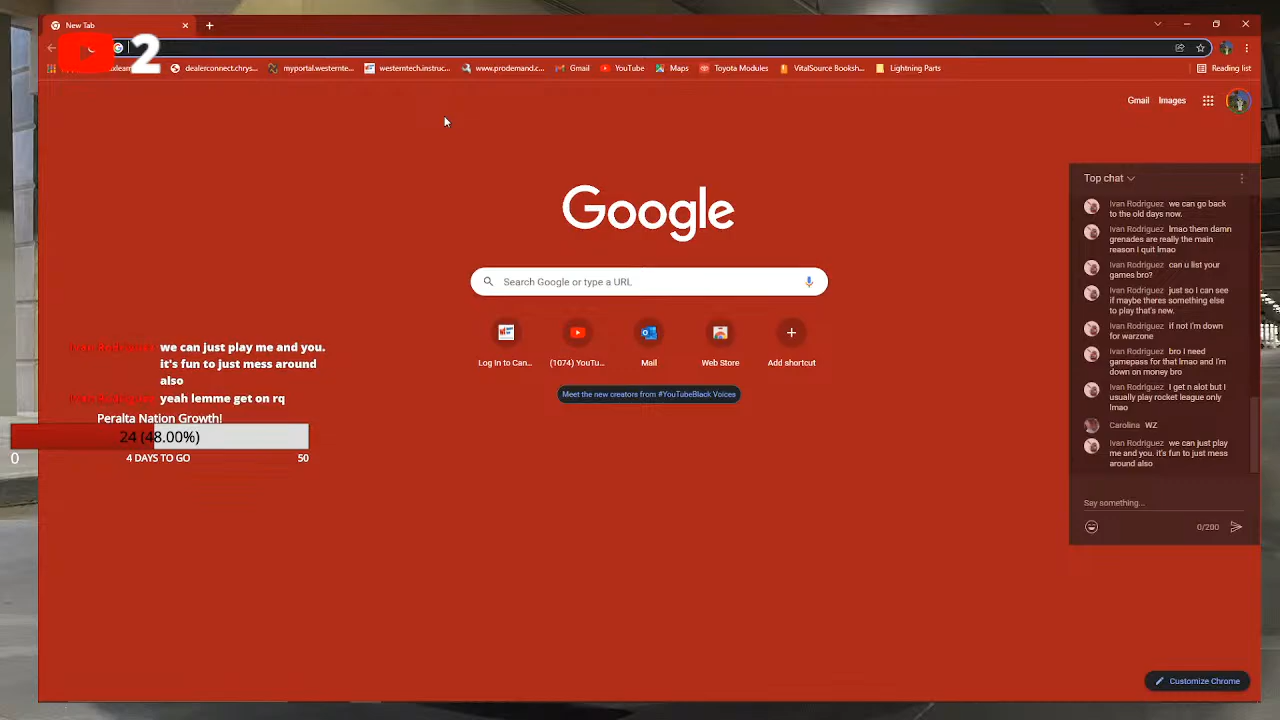 New Tab
2
dealerconnect.chrys...
myportal.westernte...
westerntech.instruc...
www.prodemand.c...
Gmail
YouTube
Maps
Toyota Modules
VitalSource Booksh...
Lightning Parts
Reading list
Gmail
Images
Google
Search Google or type a URL
Log In to Can...
(1074) YouTu...
Mail
Web Store
Add shortcut
Meet the new creators from #YouTubeBlack Voices
we can just play me and you.
it's fun to just mess around
also
yeah lemme get on rq
Peralta Nation Growth!
24 (48.00%)
0
4 DAYS TO GO
50
Top chat
Ivan Rodriguez we can go back
to the old days now.
Ivan Rodriguez lmao them damn
grenades are really the main
reason I quit lmao
Ivan Rodriguez can u list your
games bro?
Ivan Rodriguez just so I can see
if maybe theres something else
to play that's new.
Ivan Rodriguez if not I'm down
for warzone
Ivan Rodriguez bro I need
gamepass for that lmao and I'm
down on money bro
Ivan Rodriguez I get n alot but I
usually play rocket league only
lmao
Carolina WZ
Ivan Rodriguez we can just play
me and you. it's fun to just mess
around also
Say something...
0/200
Customize Chrome